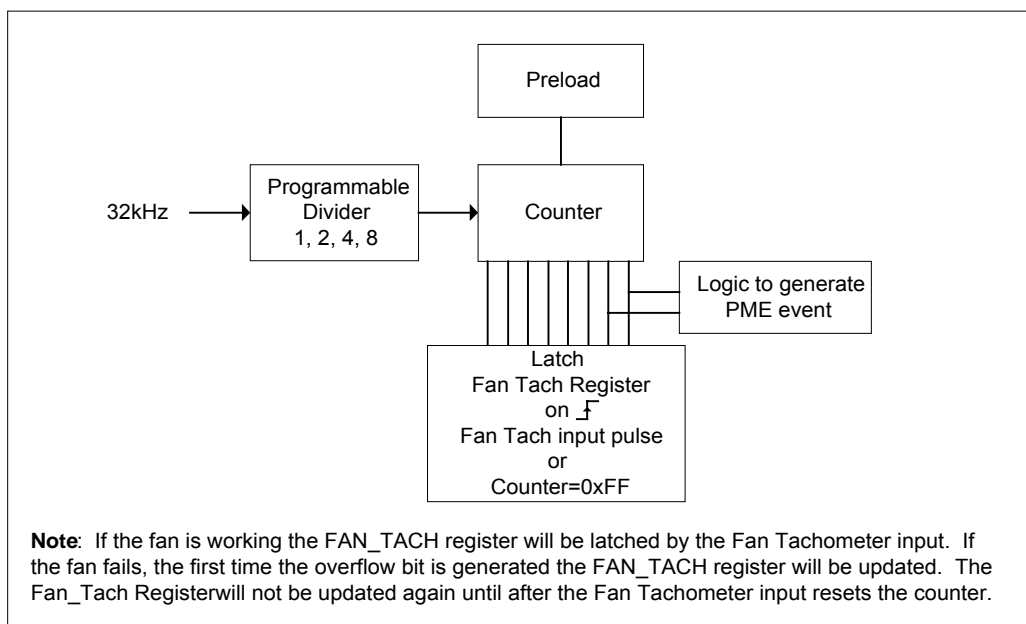 Preload
32kHz
Programmable
Divider
1, 2, 4, 8
Counter
Logic to generate
PME event
Latch
Fan Tach Register
on
Fan Tach input pulse
or
Counter=0xFF
Note: If the fan is working the FAN_TACH register will be latched by the Fan Tachometer input. If
the fan fails, the first time the overflow bit is generated the FAN_TACH register will be updated. The
Fan_Tach Registerwill not be updated again until after the Fan Tachometer input resets the counter.